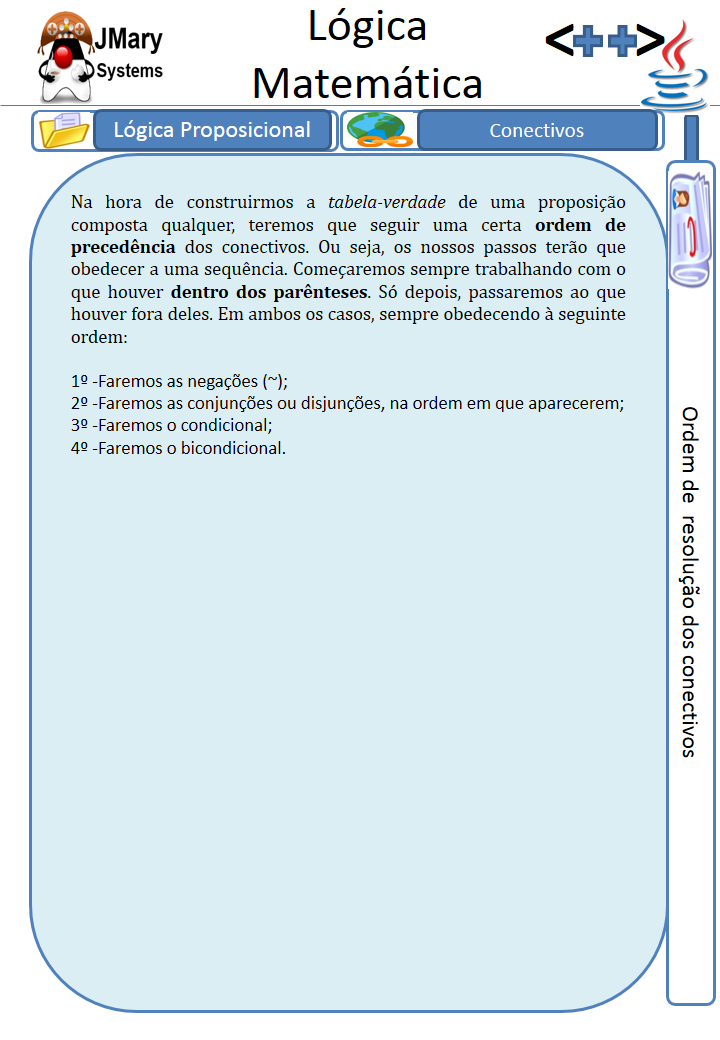 JMary
Systems
Lógica
Matemática
<++>
Lógica Proposicional
Conectivos
Na hora de construirmos a tabela-verdade de uma proposição
composta qualquer, teremos que seguir uma certa ordem de
precedência dos conectivos. Ou seja, os nossos passos terão que
obedecer a uma sequência. Começaremos sempre trabalhando com o
que houver dentro dos parênteses. Só depois, passaremos ao que
houver fora deles. Em ambos os casos, sempre obedecendo à seguinte
ordem:
1º -Faremos as negações (~);
2º -Faremos as conjunções ou disjunções, na ordem em que aparecerem;
3º -Faremos o condicional;
4º -Faremos o bicondicional.
Ordem de resolução dos conectivos